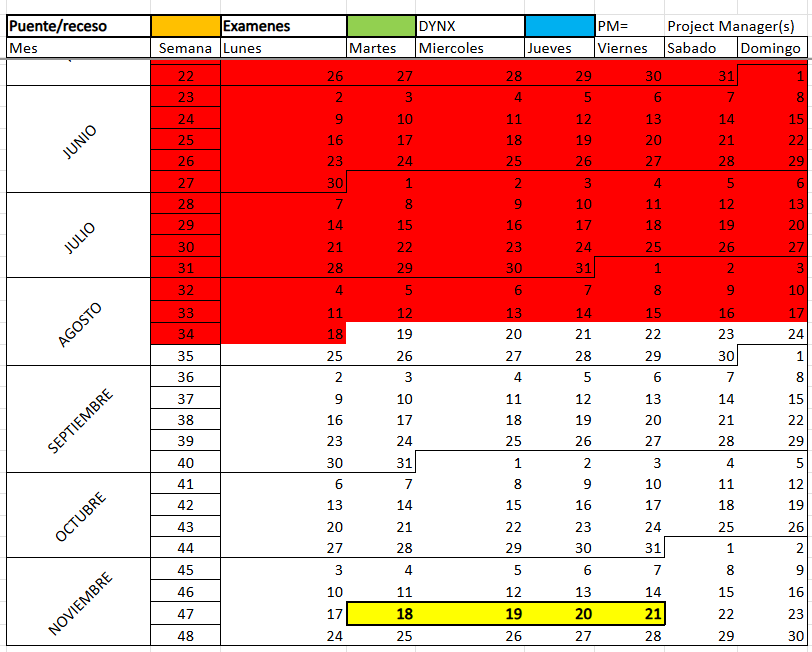 Puente/receso Examenes DYNX PM= Project Manager(s)
Mes Semana Lunes Martes Miercoles Jueves Viernes Sabado Domingo
22 26 27 28 29 30 31 1
JUNIO
23 2 3 4 5 6 7 8
24 9 10 11 12 13 14 15
25 16 17 18 19 20 21 22
26 23 24 25 26 27 28 29
27 30 1 2 3 4 5 6
JULIO
28 7 8 9 10 11 12 13
29 14 15 16 17 18 19 20
30 21 22 23 24 25 26 27
31 28 29 30 31 1 2 3
AGOSTO
32 4 5 6 7 8 9 10
33 11 12 13 14 15 16 17
34 18 19 20 21 22 23 24
35 25 26 27 28 29 30 1
SEPTIEMBRE
36 2 3 4 5 6 7 8
37 9 10 11 12 13 14 15
38 16 17 18 19 20 21 22
39 23 24 25 26 27 28 29
40 30 31 1 2 3 4 5
OCTUBRE
41 6 7 8 9 10 11 12
42 13 14 15 16 17 18 19
43 20 21 22 23 24 25 26
44 27 28 29 30 31 1 2
NOVIEMBRE
45 3 4 5 6 7 8 9
46 10 11 12 13 14 15 16
47 17 18 19 20 21 22 23
48 24 25 26 27 28 29 30